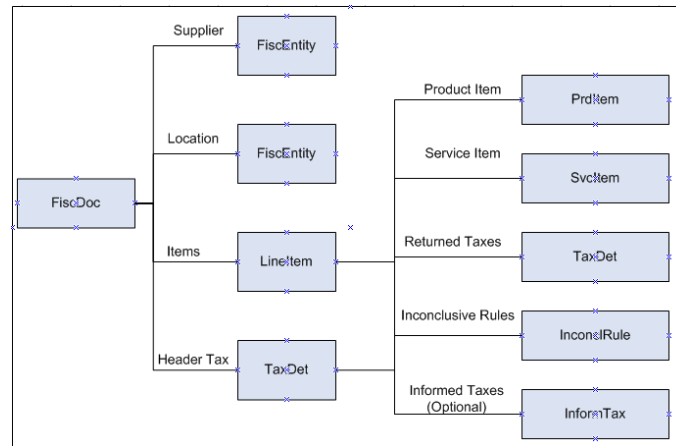 Supplier
FiscEntity
Location
FiscEntity
FiscDoc
Items
LineItem
Header Tax
TaxDet
Product Item
PrdItem
Service Item
SvcItem
Returned Taxes
TaxDet
Inconclusive Rules
InconclRule
Informed Taxes
(Optional)
InformTax